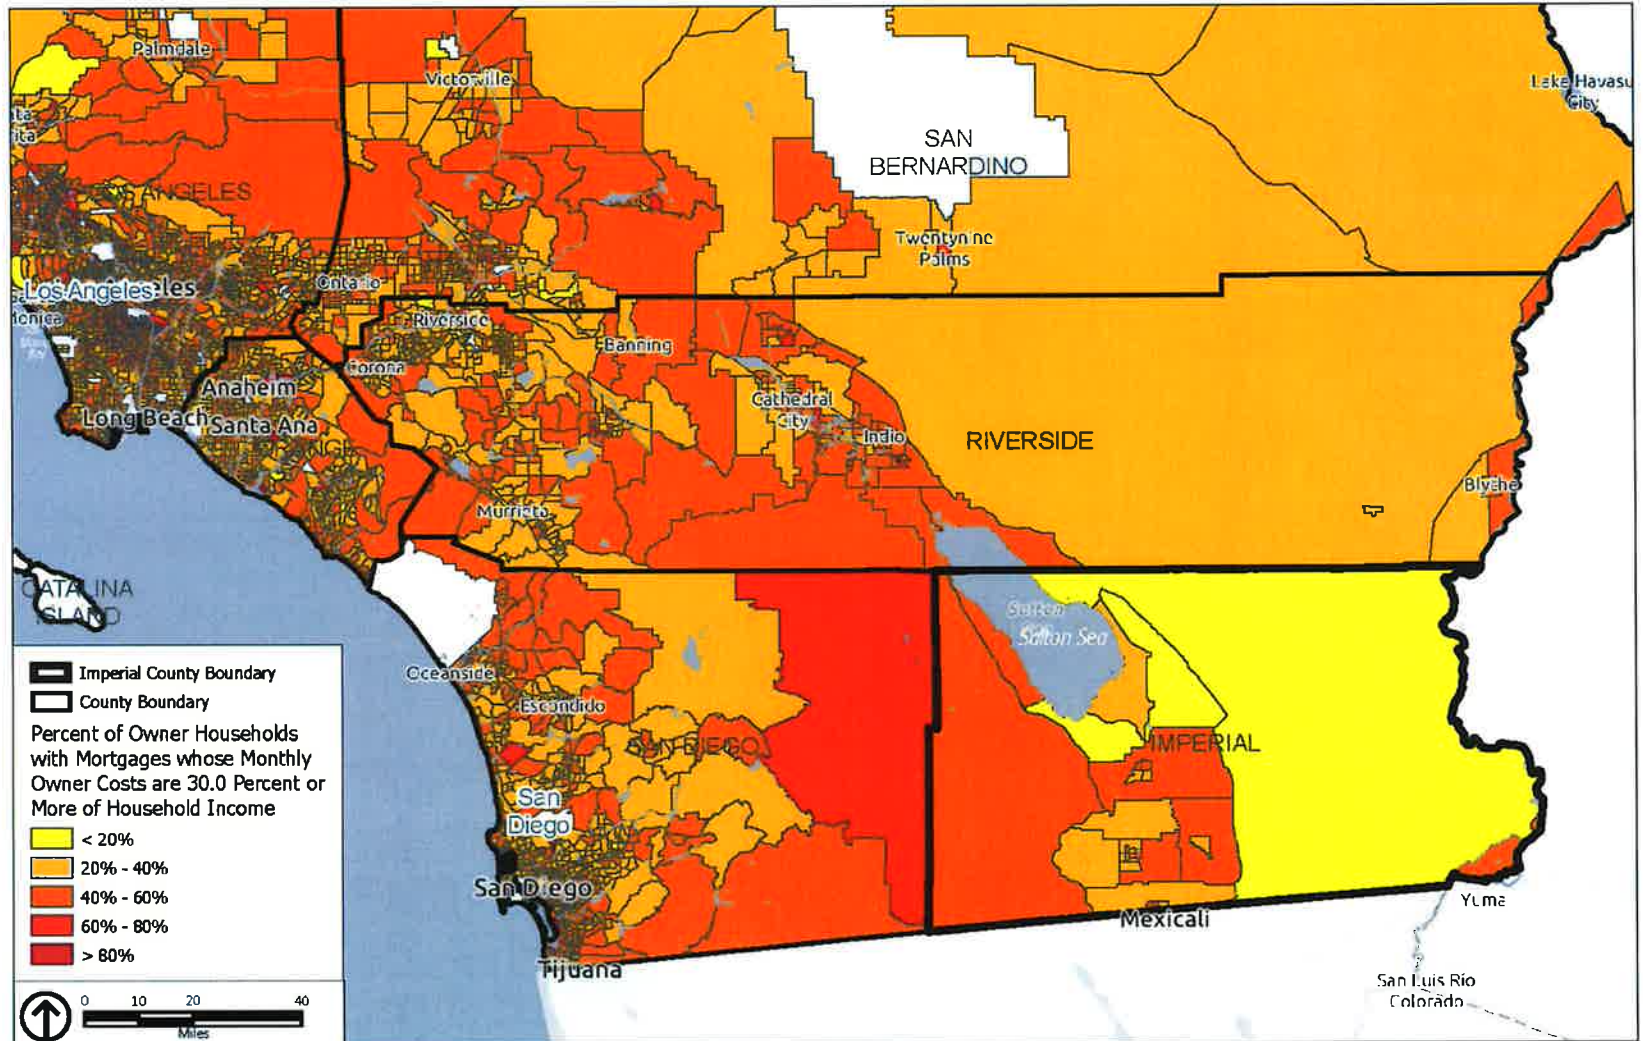 Palmdale
Victorville
Lake Havasu
City
SAN
BERNARDINO
ANGELES
Twentynine
Palms
Ontario
Los Angeles
Riverside
Banning
Corona
Anaheim
Cathedral
City
Long Beach
Santa Ana
Indio
RIVERSIDE
Blythe
Murrieta
CATALINA
ISLAND
Salton Sea
Oceanside
Escondido
SAN DIEGO
IMPERIAL
San
Diego
San Diego
Mexicali
Yuma
Tijuana
San Luis Río
Colorado
Imperial County Boundary
County Boundary
Percent of Owner Households
with Mortgages whose Monthly
Owner Costs are 30.0 Percent or
More of Household Income
< 20%
20% - 40%
40% - 60%
60% - 80%
> 80%
0 10 20 40
Miles